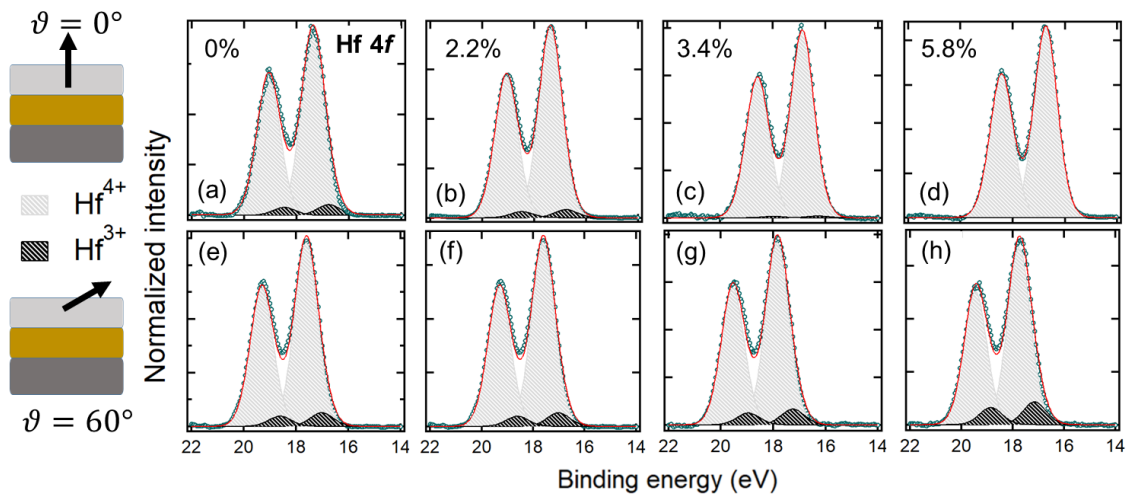 ϑ = 0°
Hf⁴⁺
Hf³⁺
ϑ = 60°
Normalized intensity
0% Hf 4f
(a)
2.2%
(b)
3.4%
(c)
5.8%
(d)
(e)
(f)
(g)
(h)
22 20 18 16 14
22 20 18 16 14
22 20 18 16 14
22 20 18 16 14
Binding energy (eV)